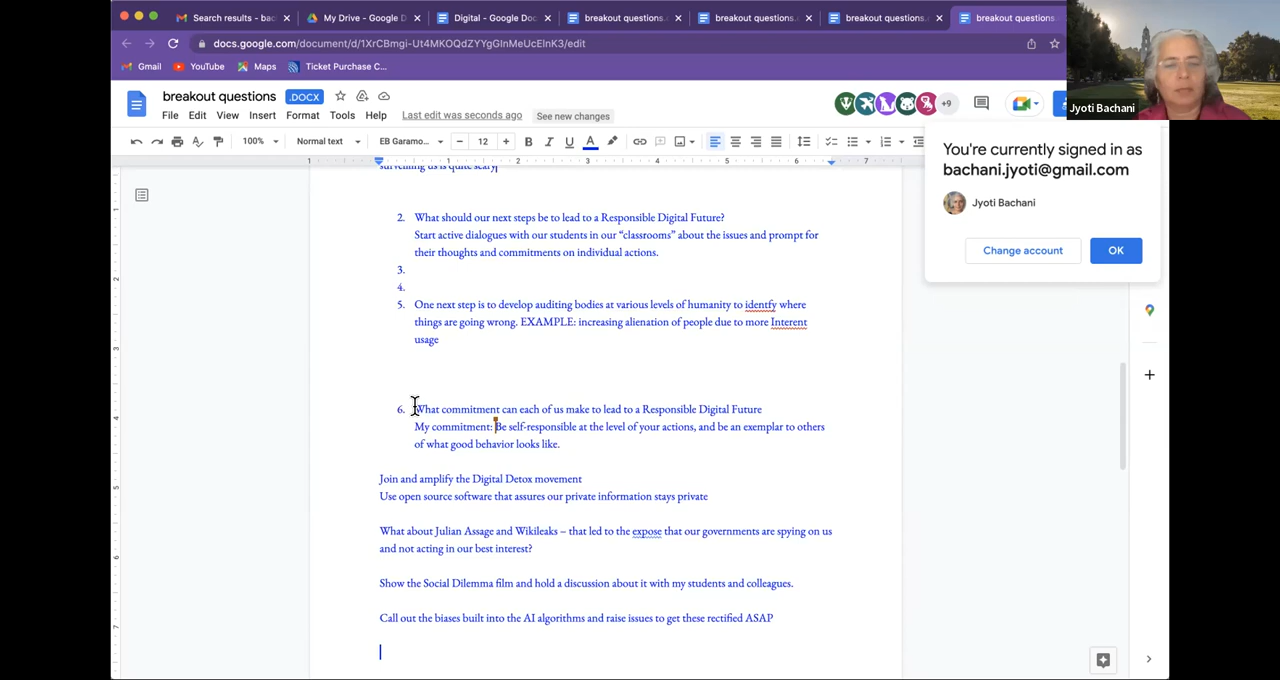 Search results - bac
My Drive - Google D
Digital - Google Doc
breakout questions.
breakout questions.
breakout questions.
breakout questions.
docs.google.com/document/d/1XrCBmgi-Ut4MKOQdZYYgGInMeUcEInK3/edit
Gmail
YouTube
Maps
Ticket Purchase C...
Jyoti Bachani
breakout questions
.DOCX
+9
File Edit View Insert Format Tools Help
Last edit was seconds ago
See new changes
100%
Normal text
EB Garamo...
12
You're currently signed in as
bachani.jyoti@gmail.com
Jyoti Bachani
Change account
OK
surveilling us is quite scary
2. What should our next steps be to lead to a Responsible Digital Future?
Start active dialogues with our students in our “classrooms” about the issues and prompt for
their thoughts and commitments on individual actions.
3.
4.
5. One next step is to develop auditing bodies at various levels of humanity to identfy where
things are going wrong. EXAMPLE: increasing alienation of people due to more Interent
usage
6. What commitment can each of us make to lead to a Responsible Digital Future
My commitment: Be self-responsible at the level of your actions, and be an exemplar to others
of what good behavior looks like.
Join and amplify the Digital Detox movement
Use open source software that assures our private information stays private
What about Julian Assage and Wikileaks – that led to the expose that our governments are spying on us
and not acting in our best interest?
Show the Social Dilemma film and hold a discussion about it with my students and colleagues.
Call out the biases built into the AI algorithms and raise issues to get these rectified ASAP